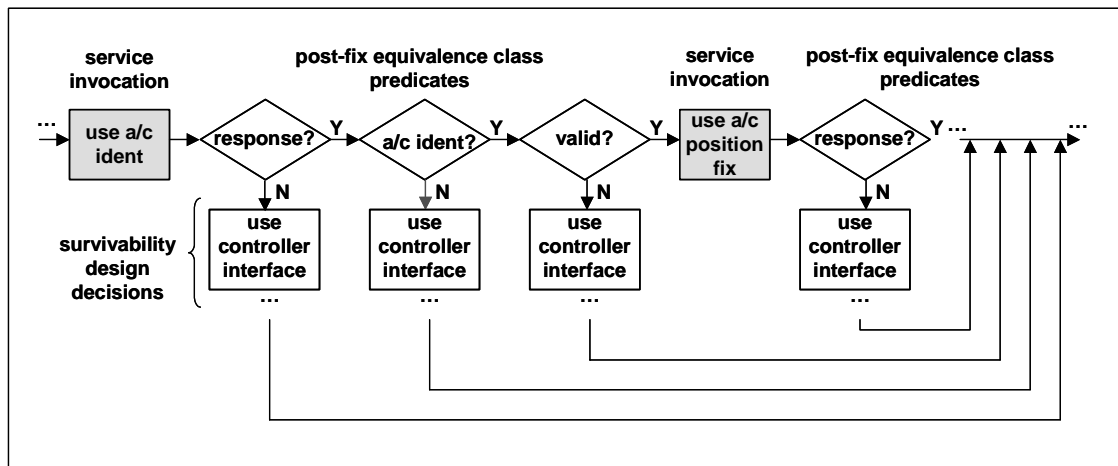 service
invocation
post-fix equivalence class
predicates
service
invocation
post-fix equivalence class
predicates
...
use a/c
ident
response?
Y
a/c ident?
Y
valid?
Y
use a/c
position
fix
response?
Y
...
...
N
N
N
N
survivability
design
decisions
use
controller
interface
...
use
controller
interface
...
use
controller
interface
...
use
controller
interface
...